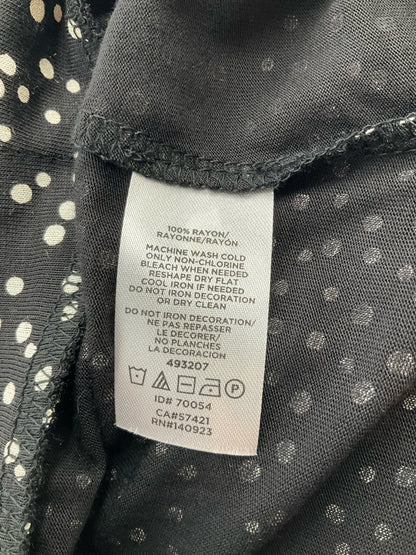 100% RAYON/
RAYONNE/RAYÓN
MACHINE WASH COLD
ONLY NON-CHLORINE
BLEACH WHEN NEEDED
RESHAPE DRY FLAT
COOL IRON IF NEEDED
DO NOT IRON DECORATION
OR DRY CLEAN
DO NOT IRON DECORATION/
NE PAS REPASSER
LE DECORER/
NO PLANCHES
LA DECORACION
493207
P
ID# 70054
CA#57421
RN#140923